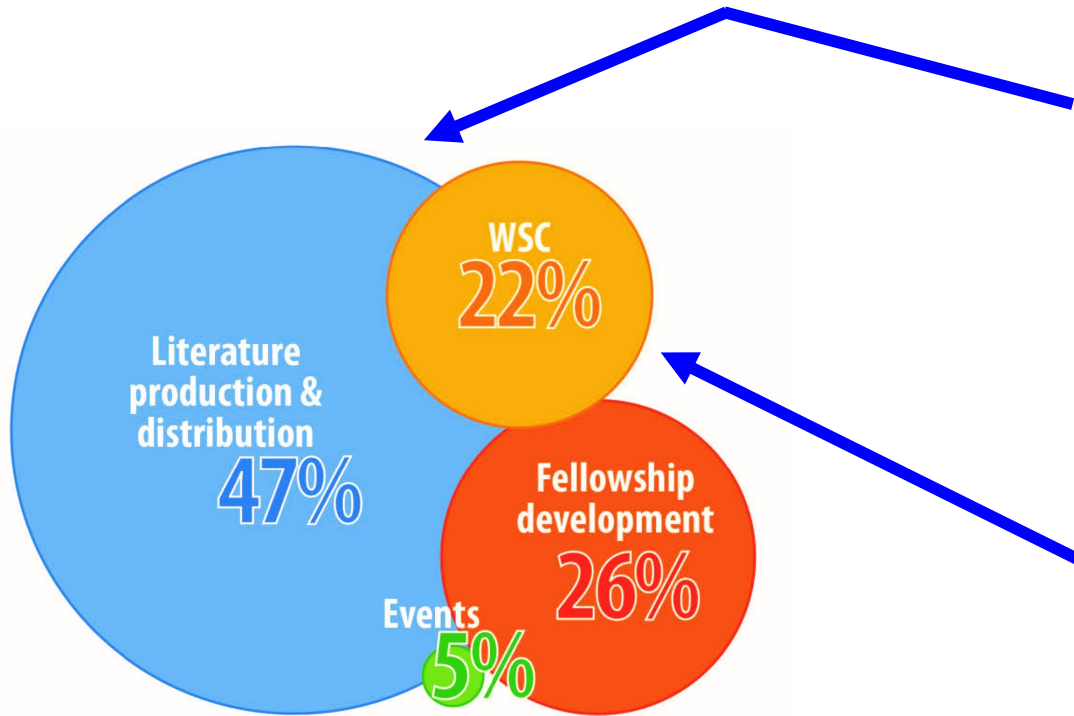 WSC
22%
Literature
production &
distribution
47%
Fellowship
development
26%
Events
5%